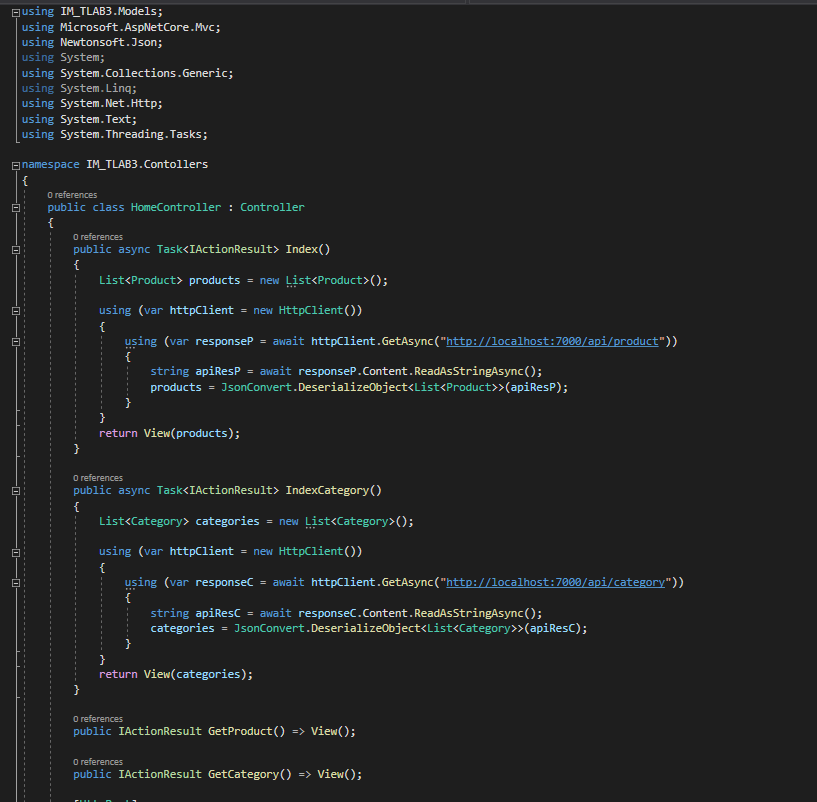 using IM_TLAB3.Models;
using Microsoft.AspNetCore.Mvc;
using Newtonsoft.Json;
using System;
using System.Collections.Generic;
using System.Linq;
using System.Net.Http;
using System.Text;
using System.Threading.Tasks;
namespace IM_TLAB3.Contollers
{
0 references
public class HomeController : Controller
{
0 references
public async Task<IActionResult> Index()
{
List<Product> products = new List<Product>();
using (var httpClient = new HttpClient())
{
using (var responseP = await httpClient.GetAsync("http://localhost:7000/api/product"))
{
string apiResP = await responseP.Content.ReadAsStringAsync();
products = JsonConvert.DeserializeObject<List<Product>>(apiResP);
}
}
return View(products);
}
0 references
public async Task<IActionResult> IndexCategory()
{
List<Category> categories = new List<Category>();
using (var httpClient = new HttpClient())
{
using (var responseC = await httpClient.GetAsync("http://localhost:7000/api/category"))
{
string apiResC = await responseC.Content.ReadAsStringAsync();
categories = JsonConvert.DeserializeObject<List<Category>>(apiResC);
}
}
return View(categories);
}
0 references
public IActionResult GetProduct() => View();
0 references
public IActionResult GetCategory() => View();